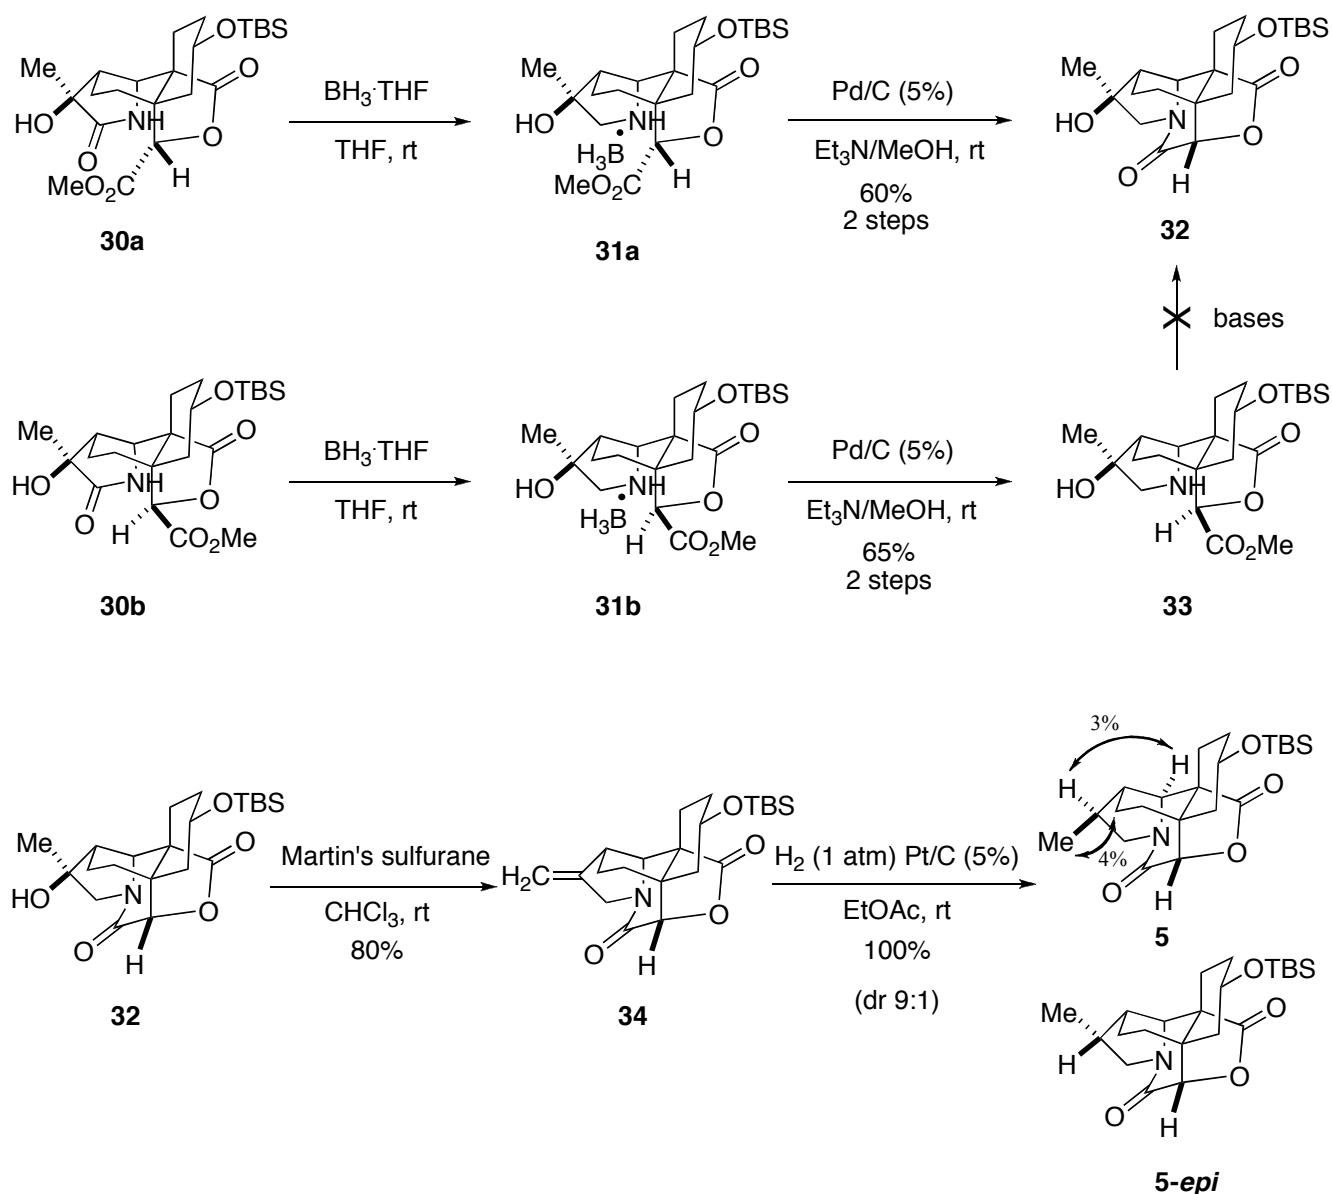 OTBS
Me
O
HO
NH
O
O
MeO2C
H
30a
BH3·THF
THF, rt
OTBS
Me
O
HO
NH
O
H3B
MeO2C
H
31a
Pd/C (5%)
Et3N/MeOH, rt
60%
2 steps
OTBS
Me
O
HO
N
O
O
H
32
bases
OTBS
Me
O
HO
NH
O
O
H
CO2Me
30b
BH3·THF
THF, rt
OTBS
Me
O
HO
NH
O
H3B
H
CO2Me
31b
Pd/C (5%)
Et3N/MeOH, rt
65%
2 steps
OTBS
Me
O
HO
NH
O
H
CO2Me
33
OTBS
Me
O
HO
N
O
O
H
32
Martin's sulfurane
CHCl3, rt
80%
OTBS
H2C
O
N
O
O
H
34
H2 (1 atm) Pt/C (5%)
EtOAc, rt
100%
(dr 9:1)
3%
OTBS
H
H
O
Me
4%
N
O
O
H
5
OTBS
Me
O
H
N
O
O
H
5-epi